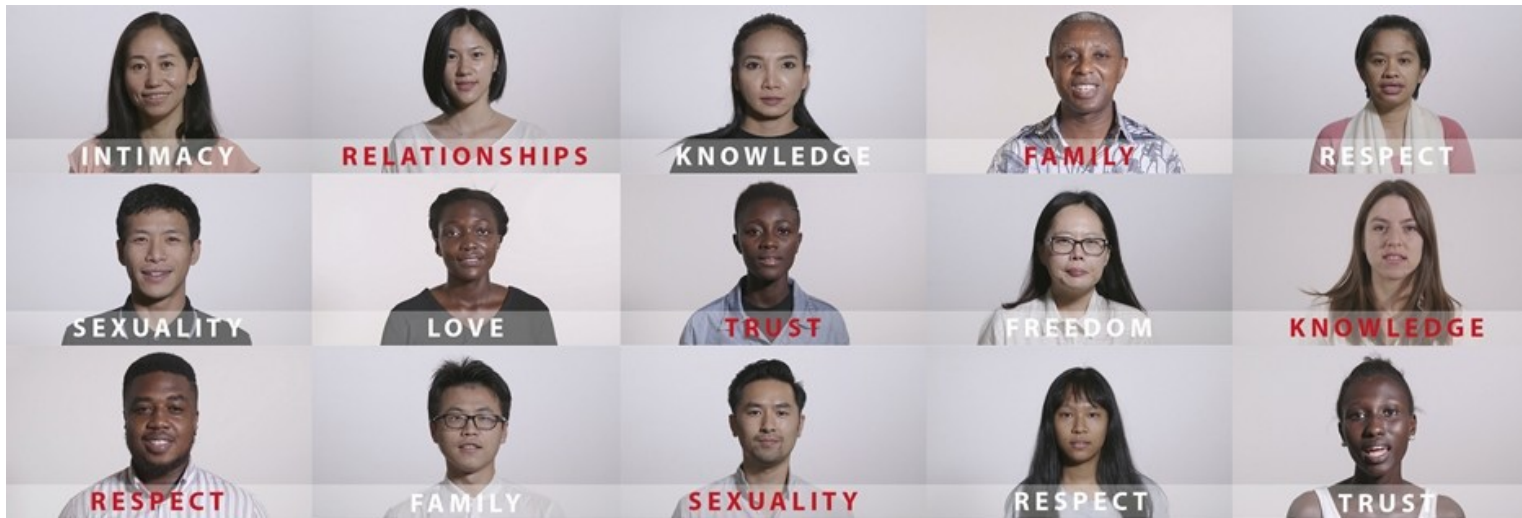 INTIMACY
RELATIONSHIPS
KNOWLEDGE
FAMILY
RESPECT
SEXUALITY
LOVE
TRUST
FREEDOM
KNOWLEDGE
RESPECT
FAMILY
SEXUALITY
RESPECT
TRUST